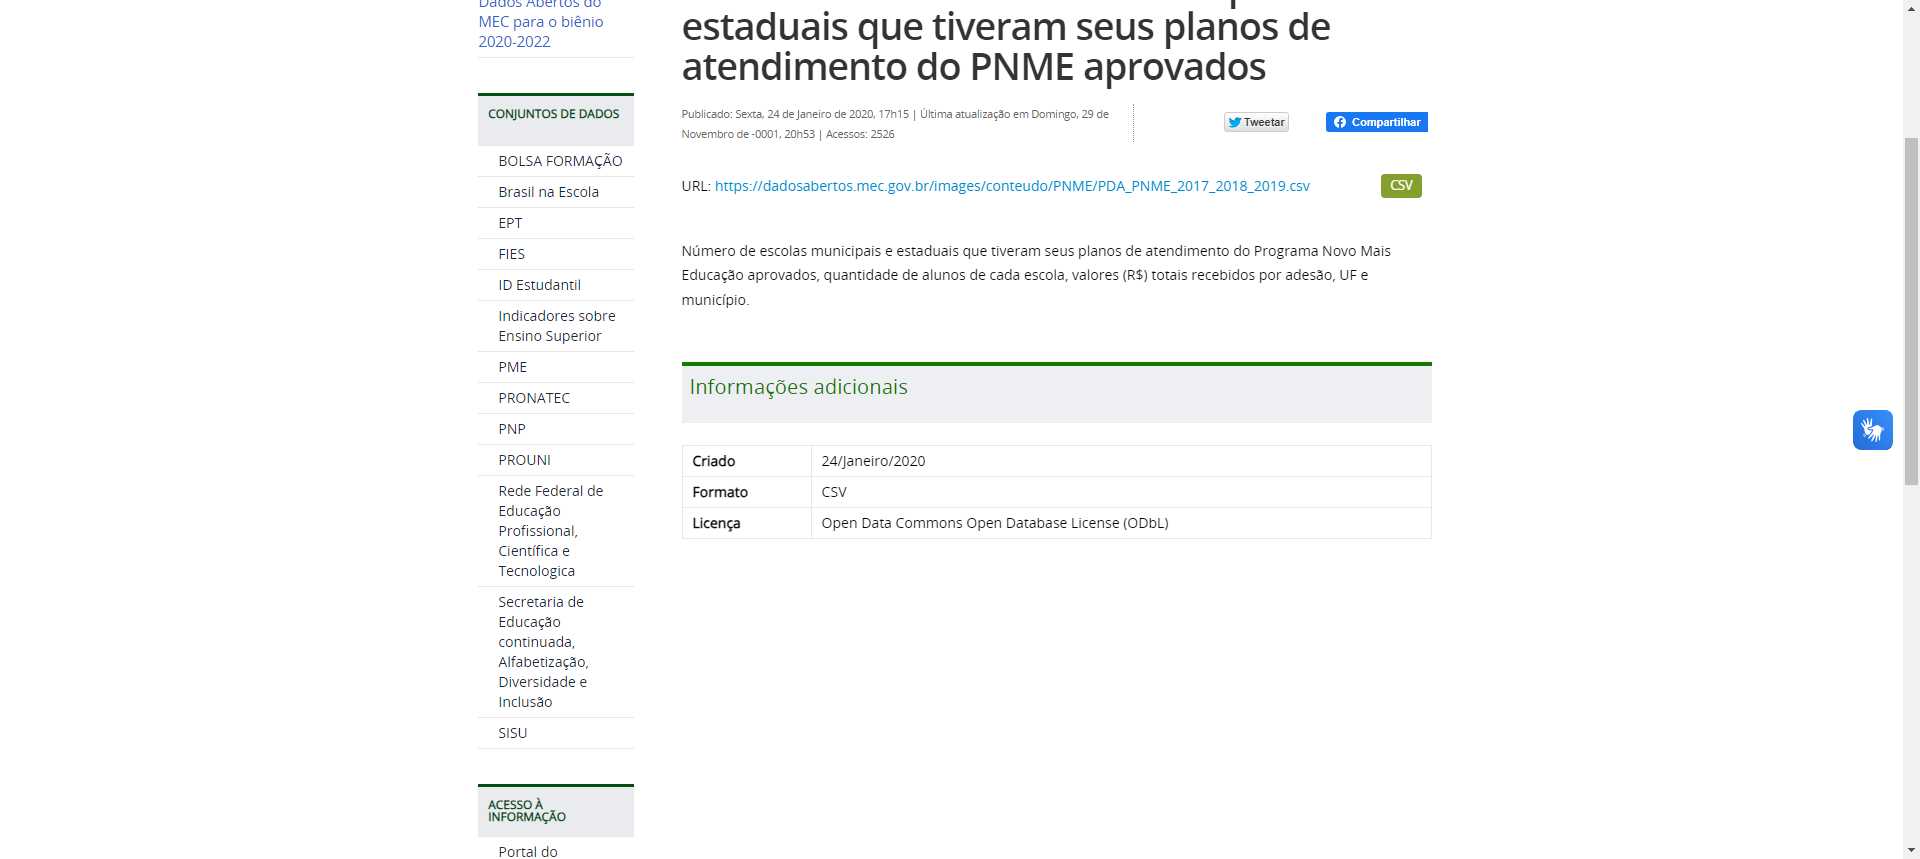 Dados Abertos do
MEC para o biênio
2020-2022
CONJUNTOS DE DADOS
BOLSA FORMAÇÃO
Brasil na Escola
EPT
FIES
ID Estudantil
Indicadores sobre
Ensino Superior
PME
PRONATEC
PNP
PROUNI
Rede Federal de
Educação
Profissional,
Científica e
Tecnologica
Secretaria de
Educação
continuada,
Alfabetização,
Diversidade e
Inclusão
SISU
ACESSO À
INFORMAÇÃO
Portal do
estaduais que tiveram seus planos de
atendimento do PNME aprovados
Publicado: Sexta, 24 de Janeiro de 2020, 17h15 | Última atualização em Domingo, 29 de
Novembro de -0001, 20h53 | Acessos: 2526
Tweetar
Compartilhar
URL: https://dadosabertos.mec.gov.br/images/conteudo/PNME/PDA_PNME_2017_2018_2019.csv
CSV
Número de escolas municipais e estaduais que tiveram seus planos de atendimento do Programa Novo Mais
Educação aprovados, quantidade de alunos de cada escola, valores (R$) totais recebidos por adesão, UF e
município.
Informações adicionais
Criado 24/Janeiro/2020
Formato CSV
Licença Open Data Commons Open Database License (ODbL)